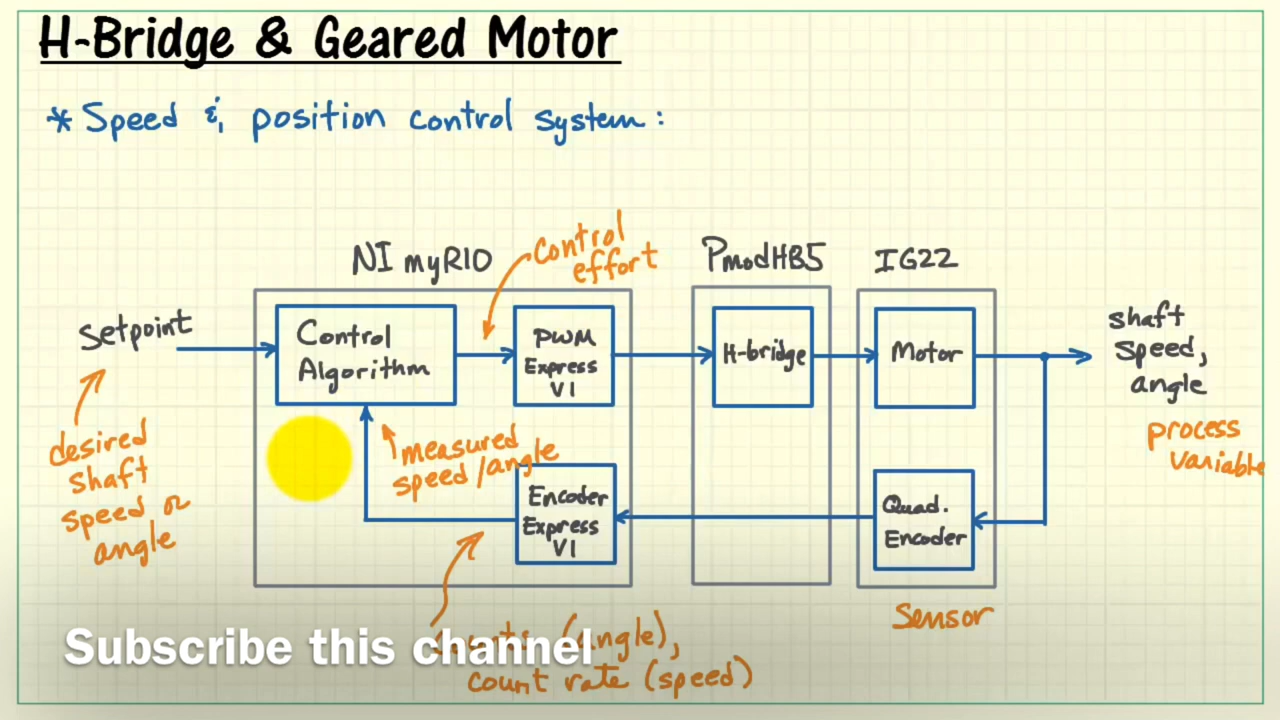 H-Bridge & Geared Motor
* Speed & position control system:
NI myRIO
control
effort
PmodHB5
IG22
setpoint
Control
Algorithm
PWM
Express
VI
H-bridge
Motor
shaft
speed,
angle
process
variable
desired
shaft
speed or
angle
measured
speed/angle
Encoder
Express
VI
Quad.
Encoder
Sensor
(angle),
count rate (speed)
Subscribe this channel